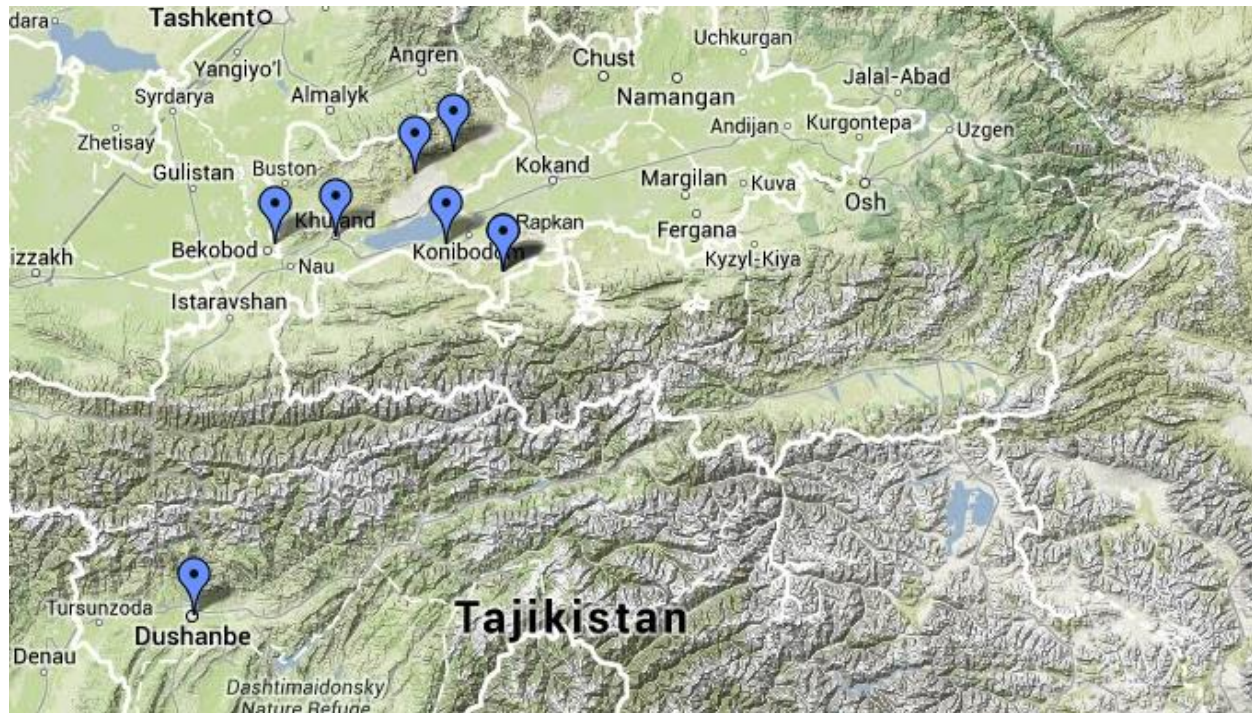 dara
Tashkent
Angren
Uchkurgan
Chust
Yangiyo'l
Jalal-Abad
Syrdarya
Almalyk
Namangan
Zhetisay
Andijan
Kurgontepa
Uzgen
Gulistan
Buston
Kokand
Margilan
Kuva
Osh
Khujand
Rapkan
Fergana
Bekobod
Konibodom
izzakh
Nau
Kyzyl-Kiya
Istaravshan
Tursunzoda
Tajikistan
Dushanbe
Denau
Dashtimaidonsky
Nature Refuge